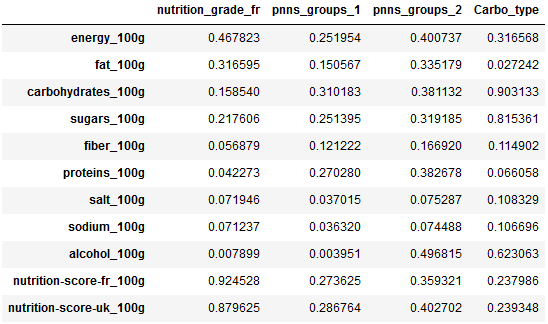 nutrition_grade_fr pnns_groups_1 pnns_groups_2 Carbo_type
energy_100g 0.467823 0.251954 0.400737 0.316568
fat_100g 0.316595 0.150567 0.335179 0.027242
carbohydrates_100g 0.158540 0.310183 0.381132 0.903133
sugars_100g 0.217606 0.251395 0.319185 0.815361
fiber_100g 0.056879 0.121222 0.166920 0.114902
proteins_100g 0.042273 0.270280 0.382678 0.066058
salt_100g 0.071946 0.037015 0.075287 0.108329
sodium_100g 0.071237 0.036320 0.074488 0.106696
alcohol_100g 0.007899 0.003951 0.496815 0.623063
nutrition-score-fr_100g 0.924528 0.273625 0.359321 0.237986
nutrition-score-uk_100g 0.879625 0.286764 0.402702 0.239348